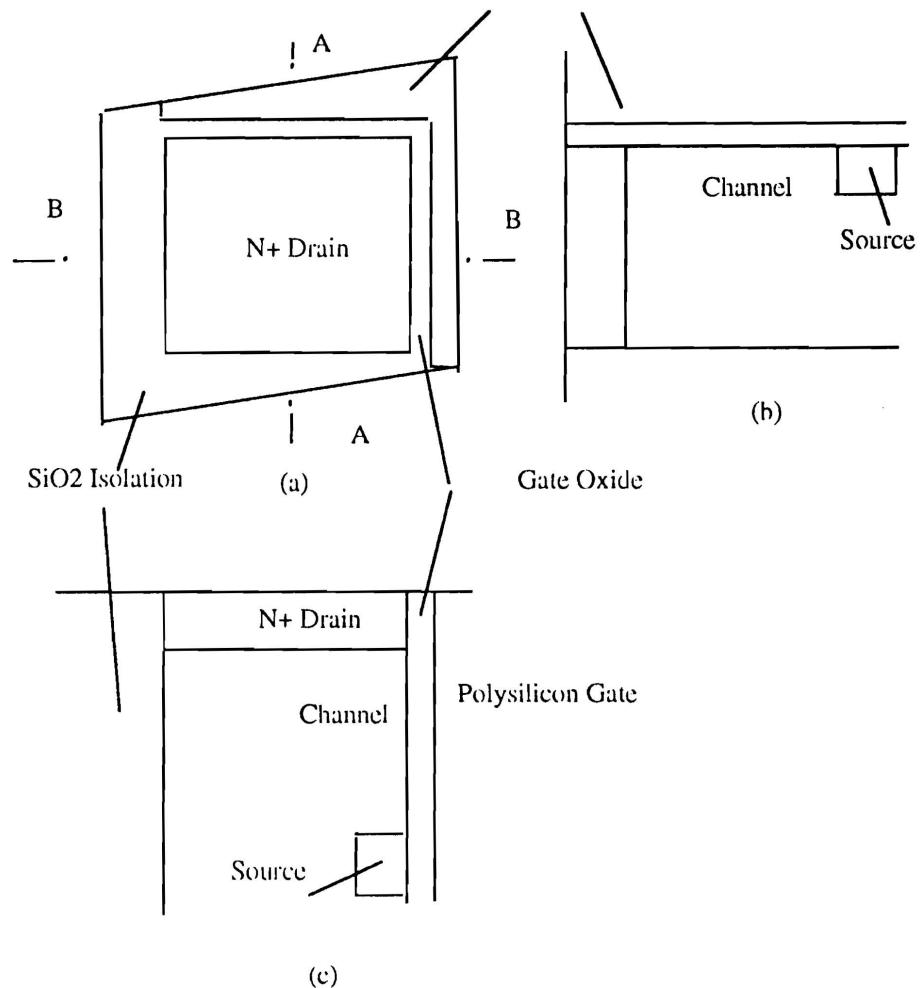 A
B
N+ Drain
B
A
SiO2 Isolation
(a)
Channel
Source
(b)
Gate Oxide
N+ Drain
Channel
Polysilicon Gate
Source
(c)